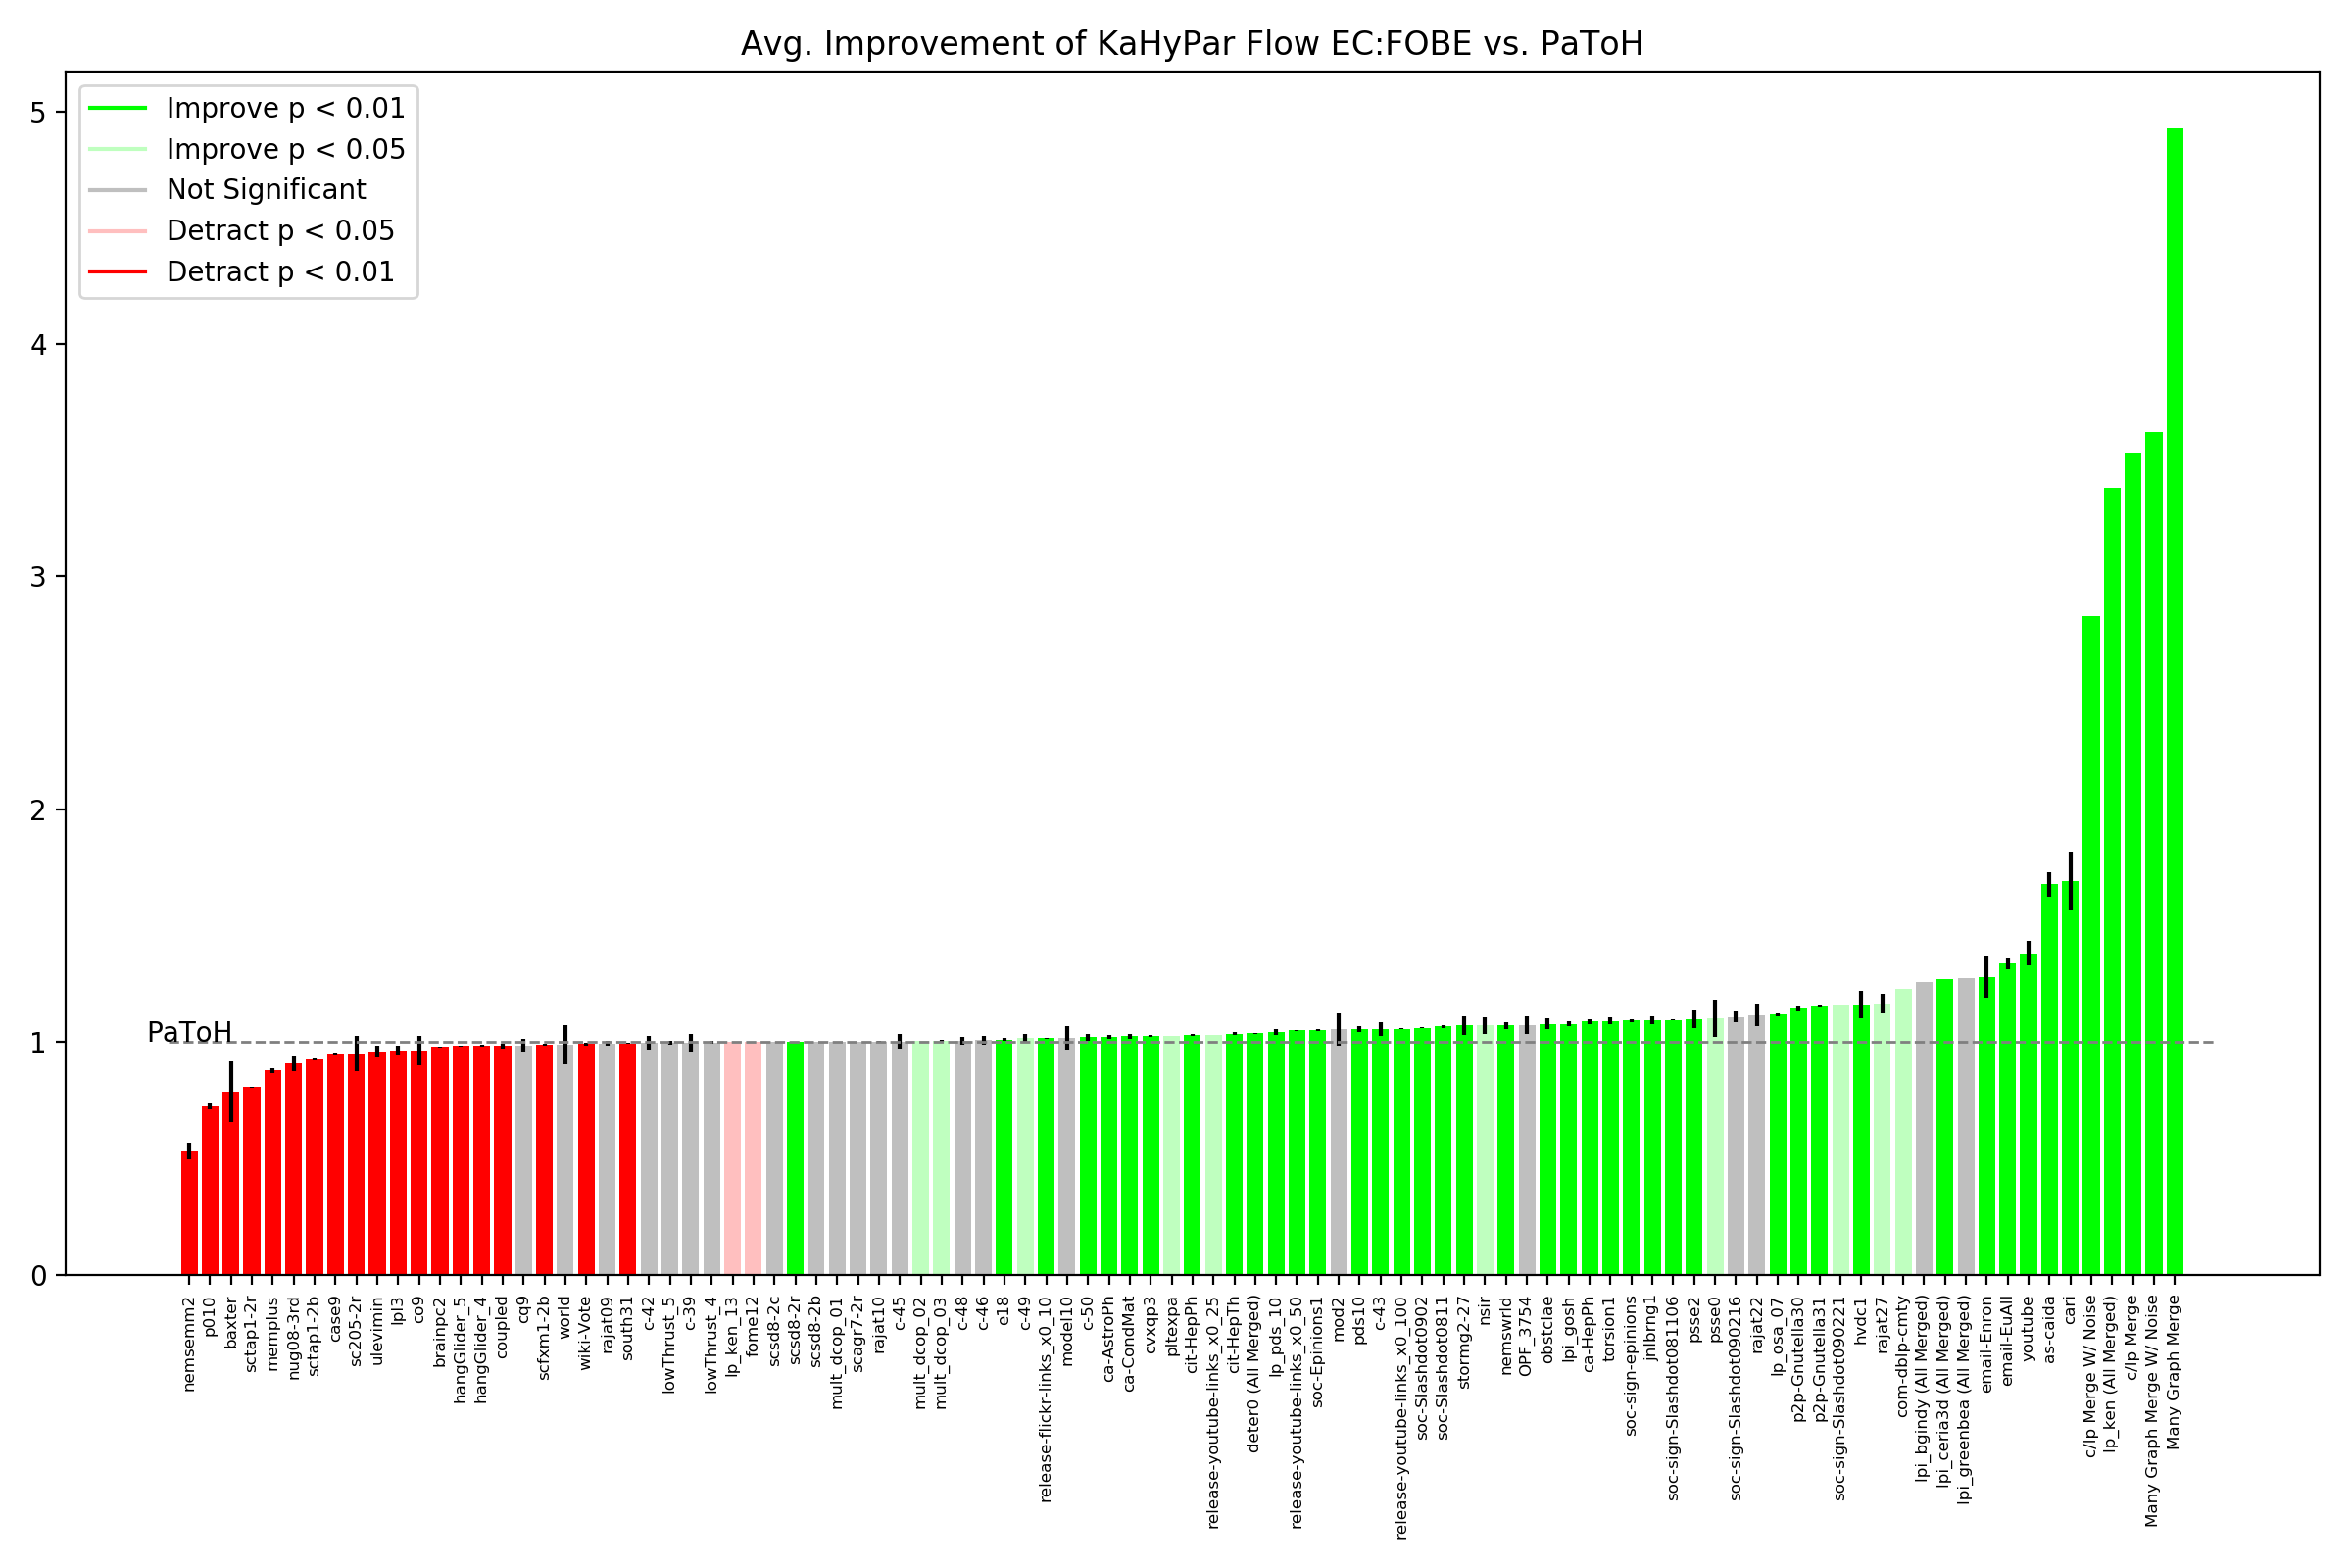 Avg. Improvement of KaHyPar Flow EC:FOBE vs. PaToH
Improve p < 0.01
Improve p < 0.05
Not Significant
Detract p < 0.05
Detract p < 0.01
5
4
3
2
1
0
PaToH
nemsemm2
p010
baxter
sctap1-2r
memplus
nug08-3rd
sctap1-2b
case9
sc205-2r
ulevimin
lpl3
co9
brainpc2
hangGlider_5
hangGlider_4
coupled
cq9
scfxm1-2b
world
wiki-Vote
rajat09
south31
c-42
lowThrust_5
c-39
lowThrust_4
lp_ken_13
fome12
scsd8-2c
scsd8-2r
scsd8-2b
mult_dcop_01
scagr7-2r
rajat10
c-45
mult_dcop_02
mult_dcop_03
c-48
c-46
e18
c-49
release-flickr-links_x0_10
model10
c-50
ca-AstroPh
ca-CondMat
cvxqp3
pltexpa
cit-HepPh
release-youtube-links_x0_25
cit-HepTh
deter0 (All Merged)
lp_pds_10
release-youtube-links_x0_50
soc-Epinions1
mod2
pds10
c-43
release-youtube-links_x0_100
soc-Slashdot0902
soc-Slashdot0811
stormg2-27
nsir
nemswrld
OPF_3754
obstclae
lpi_gosh
ca-HepPh
torsion1
soc-sign-epinions
jnlbrng1
soc-sign-Slashdot081106
psse2
psse0
soc-sign-Slashdot090216
rajat22
lp_osa_07
p2p-Gnutella30
p2p-Gnutella31
soc-sign-Slashdot090221
hvdc1
rajat27
com-dblp-cmty
lpi_bgindy (All Merged)
lpi_ceria3d (All Merged)
lpi_greenbea (All Merged)
email-Enron
email-EuAll
youtube
as-caida
cari
c/lp Merge W/ Noise
lp_ken (All Merged)
c/lp Merge
Many Graph Merge W/ Noise
Many Graph Merge